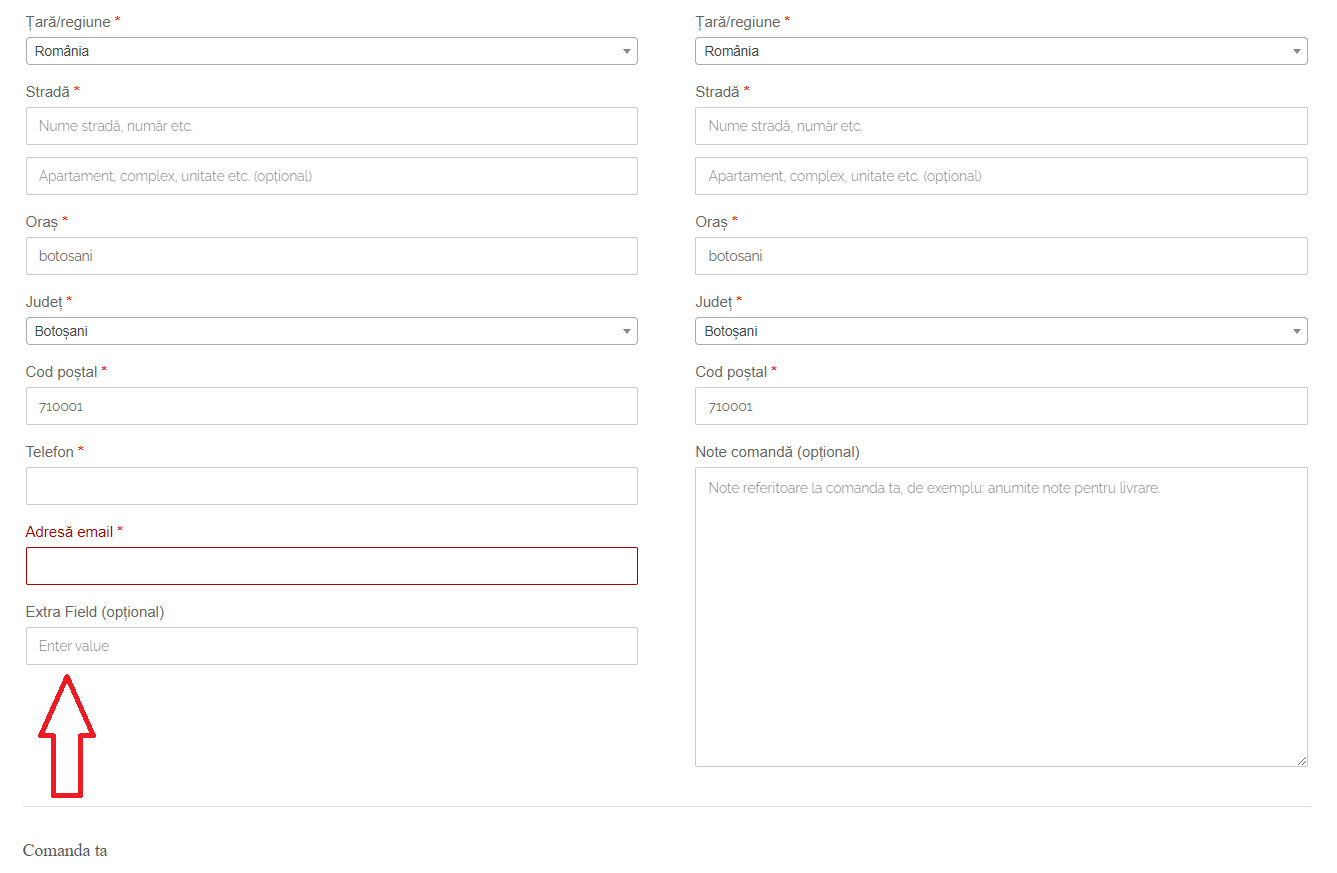 Țară/regiune *
România
Stradă *
Nume stradă, număr etc.
Apartament, complex, unitate etc. (opțional)
Oraș *
botosani
Județ *
Botoșani
Cod poștal *
710001
Telefon *
Adresă email *
Extra Field (opțional)
Enter value
Țară/regiune *
România
Stradă *
Nume stradă, număr etc.
Apartament, complex, unitate etc. (opțional)
Oraș *
botosani
Județ *
Botoșani
Cod poștal *
710001
Note comandă (opțional)
Note referitoare la comanda ta, de exemplu: anumite note pentru livrare.
Comanda ta